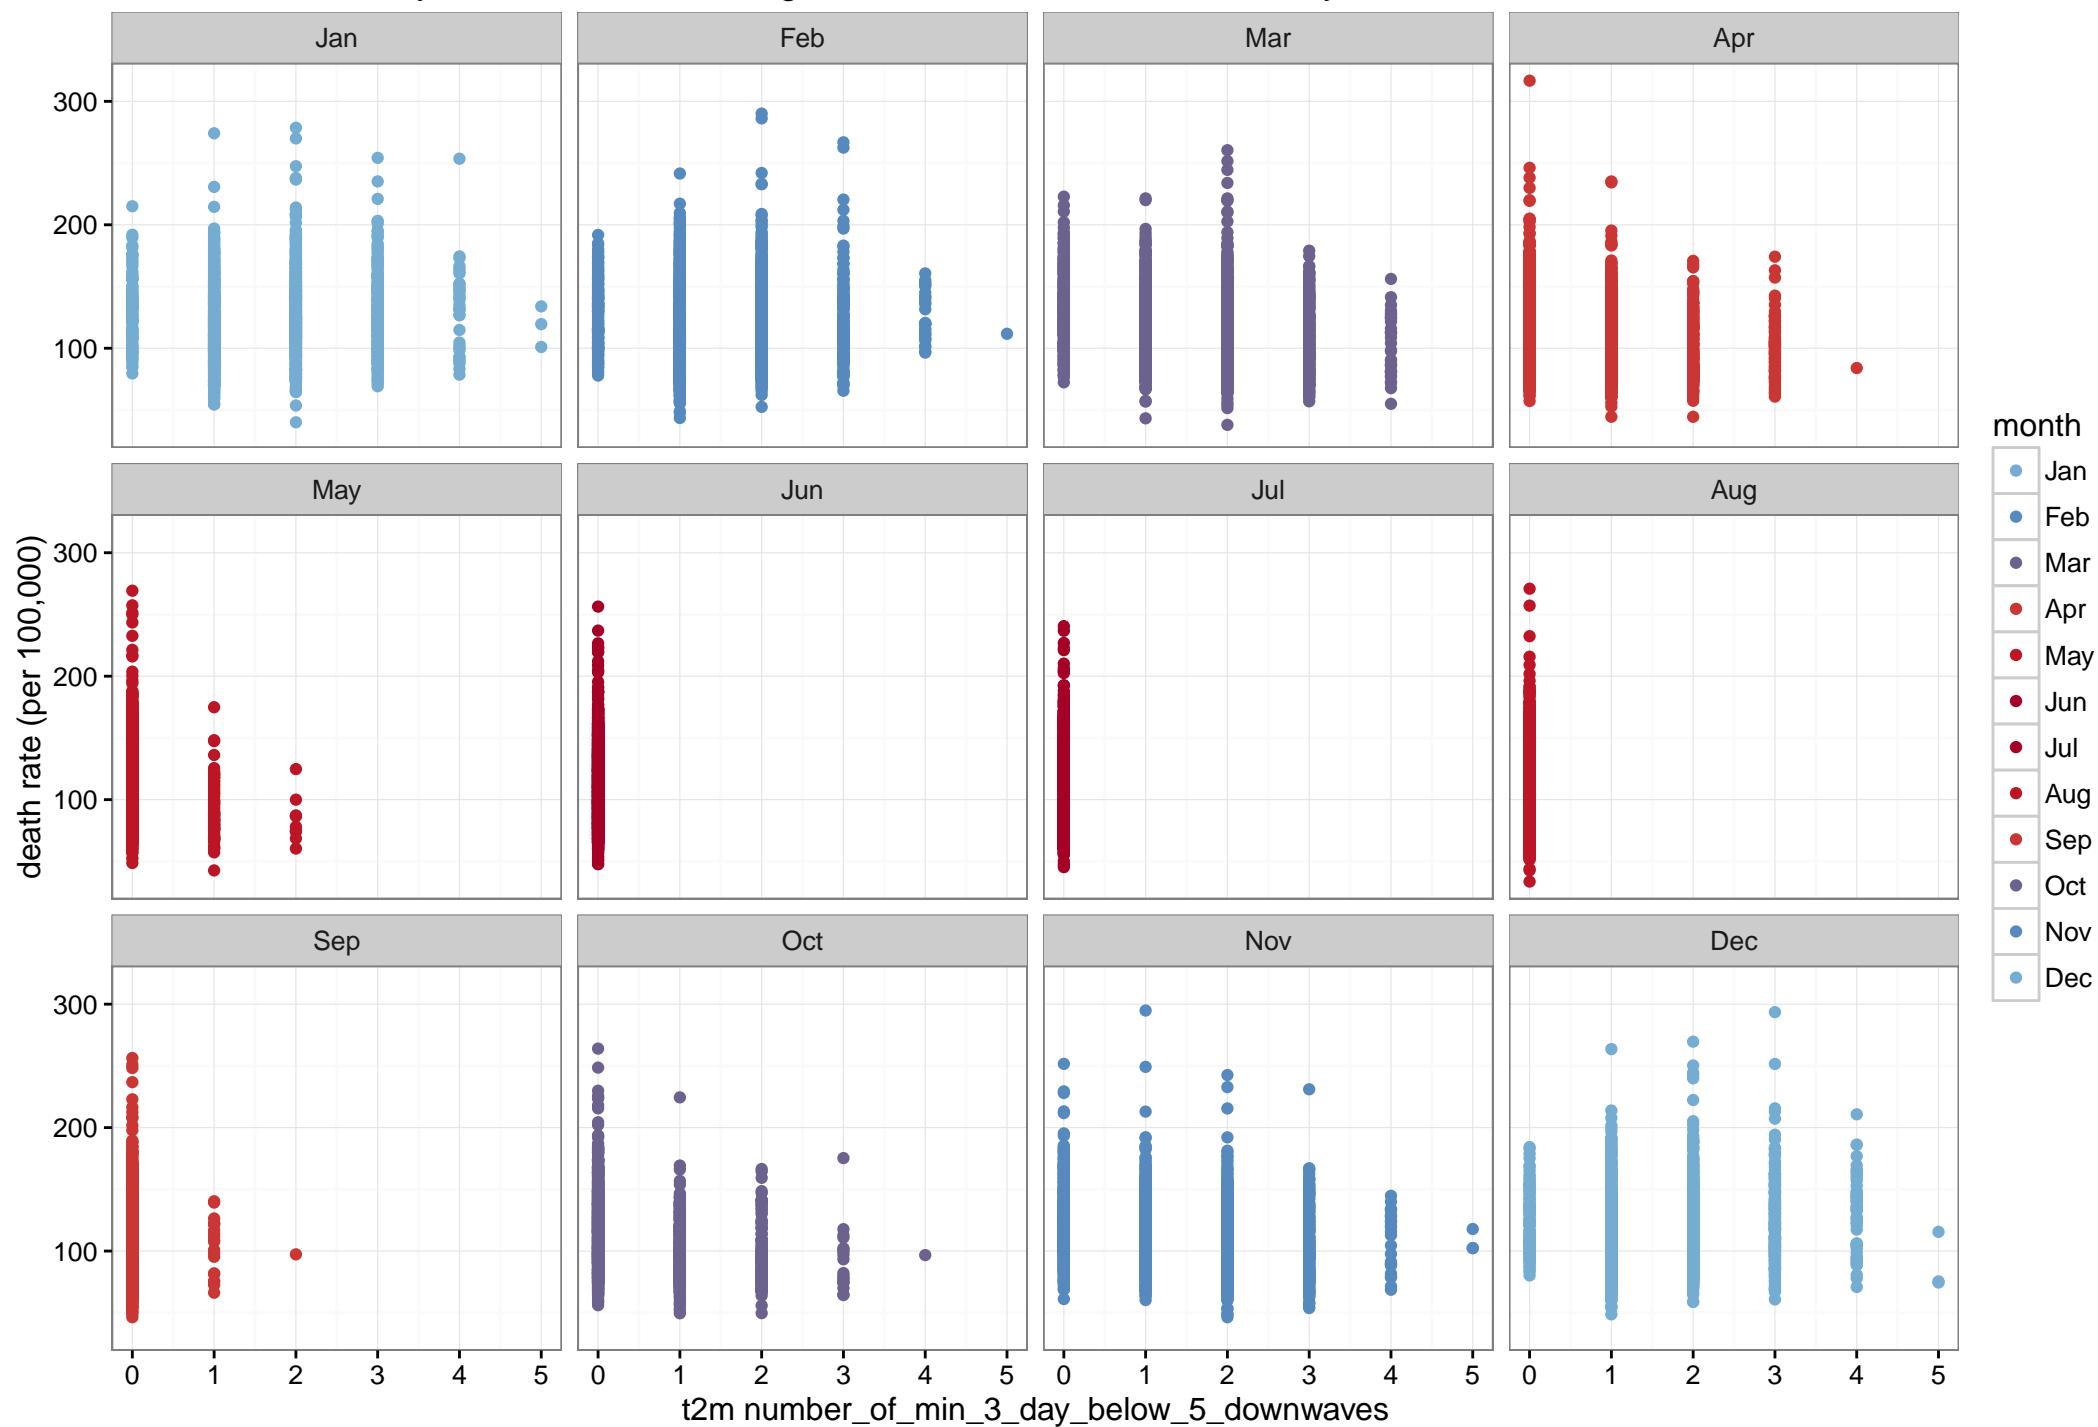 Jan Feb Mar Apr
300
200
100
May Jun Jul Aug
300
200
100
Sep Oct Nov Dec
300
200
100
0 1 2 3 4 5 0 1 2 3 4 5 0 1 2 3 4 5 0 1 2 3 4 5
t2m number_of_min_3_day_below_5_downwaves
death rate (per 100,000)
month
Jan
Feb
Mar
Apr
May
Jun
Jul
Aug
Sep
Oct
Nov
Dec